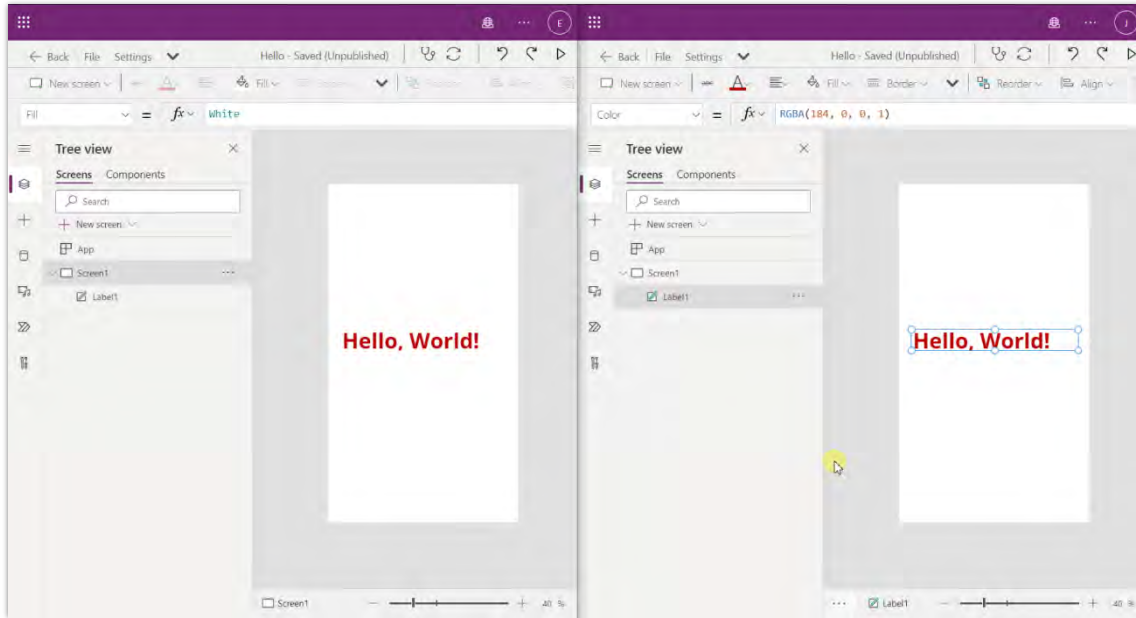 E
Back File Settings Hello - Saved (Unpublished)
New screen Fill
Fill = fx White
Tree view
Screens Components
Search
New screen
App
Screen1
Label1
Hello, World!
Screen1 40 %
J
Back File Settings Hello - Saved (Unpublished)
New screen A Fill Border Reorder Align
Color = fx RGBA(184, 0, 0, 1)
Tree view
Screens Components
Search
New screen
App
Screen1
Label1
Hello, World!
Label1 40 %